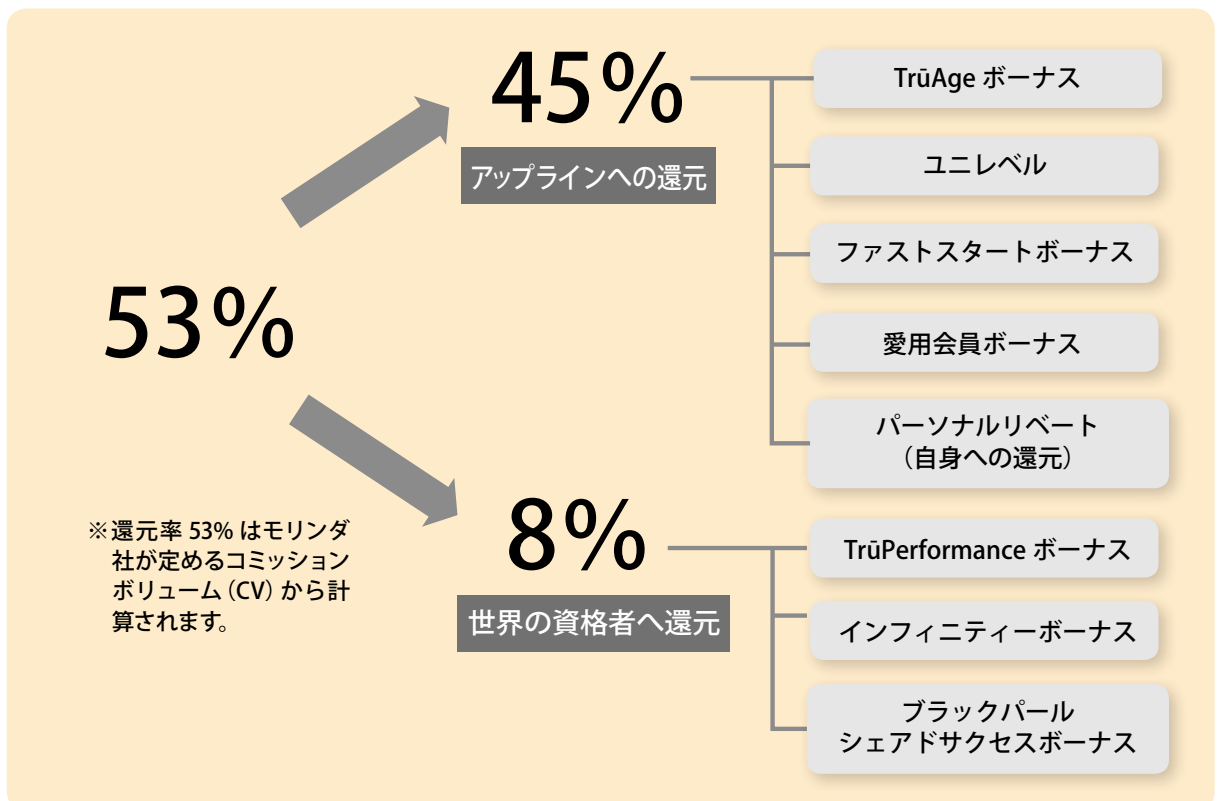 53%
※還元率 53% はモリンダ
社が定めるコミッション
ボリューム（CV）から計
算されます。
45%
アップラインへの還元
TrūAge ボーナス
ユニレベル
ファストスタートボーナス
愛用会員ボーナス
パーソナルリベート
（自身への還元）
8%
世界の資格者へ還元
TrūPerformance ボーナス
インフィニティーボーナス
ブラックパール
シェアドサクセスボーナス